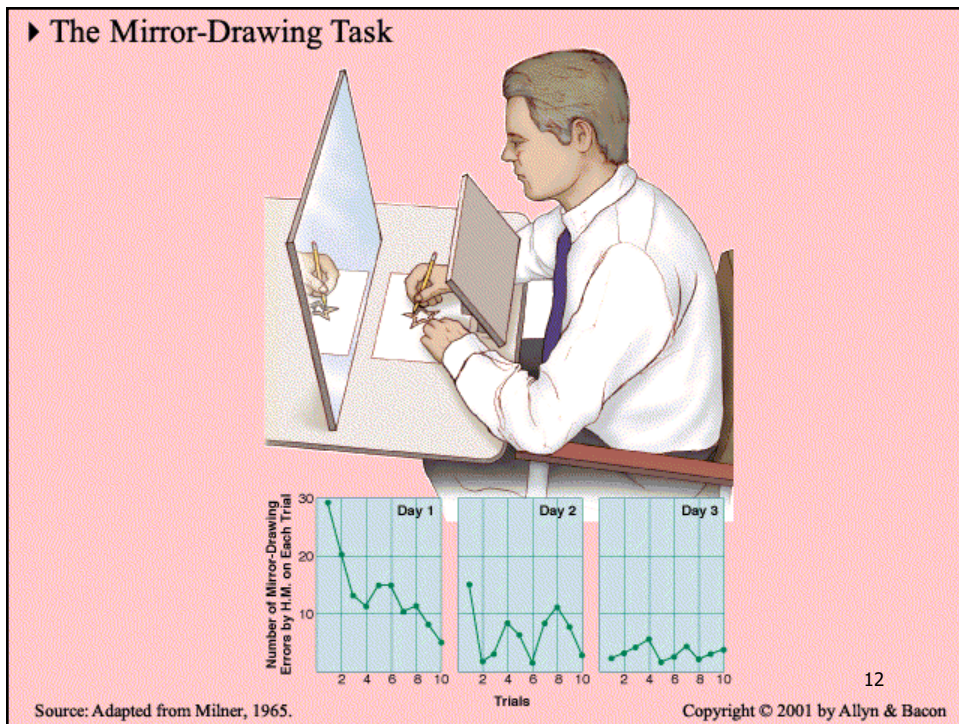 ▸ The Mirror-Drawing Task
Number of Mirror-Drawing
Errors by H.M. on Each Trial
30
20
10
Day 1
Day 2
Day 3
2 4 6 8 10
2 4 6 8 10
2 4 6 8 10
Trials
12
Source: Adapted from Milner, 1965.
Copyright © 2001 by Allyn & Bacon